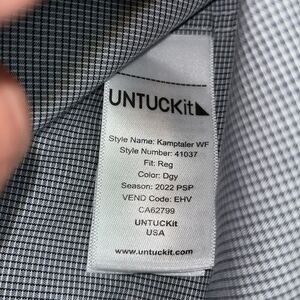 UNTUCKit
Style Name: Kamptaler WF
Style Number: 41037
Fit: Reg
Color: Dgy
Season: 2022 PSP
VEND Code: EHV
CA62799
UNTUCKit
USA
www.untuckit.com